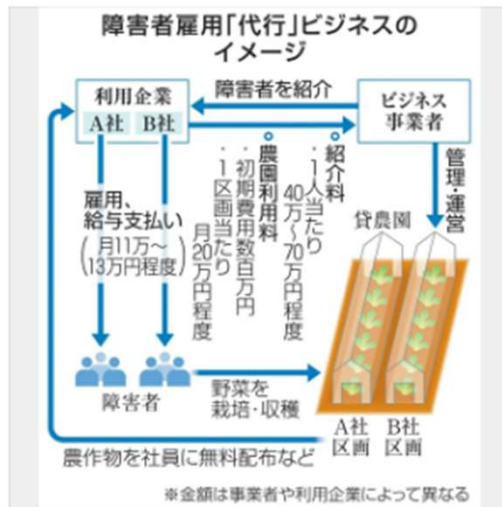 障害者雇用「代行」ビジネスの
イメージ
利用企業
A社 B社
障害者を紹介
ビジネス
事業者
紹介料
・1人当たり
40万〜70万円程度
農園利用料
・初期費用数百万円
・1区画当たり
月20万円程度
管理・運営
雇用、
給与支払い
(月11万〜
13万円程度)
貸農園
障害者
野菜を
栽培・収穫
A社
区画
B社
区画
農作物を社員に無料配布など
※金額は事業者や利用企業によって異なる